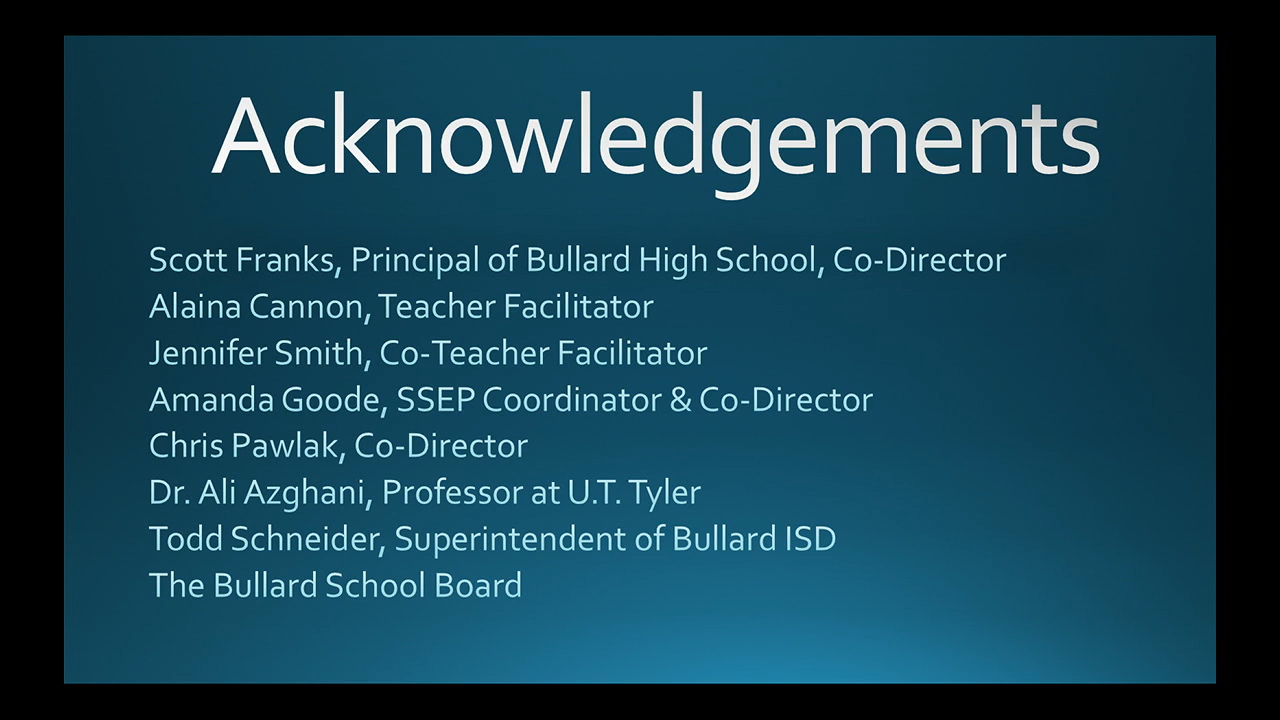 Acknowledgements
Scott Franks, Principal of Bullard High School, Co-Director
Alaina Cannon, Teacher Facilitator
Jennifer Smith, Co-Teacher Facilitator
Amanda Goode, SSEP Coordinator & Co-Director
Chris Pawlak, Co-Director
Dr. Ali Azghani, Professor at U.T. Tyler
Todd Schneider, Superintendent of Bullard ISD
The Bullard School Board